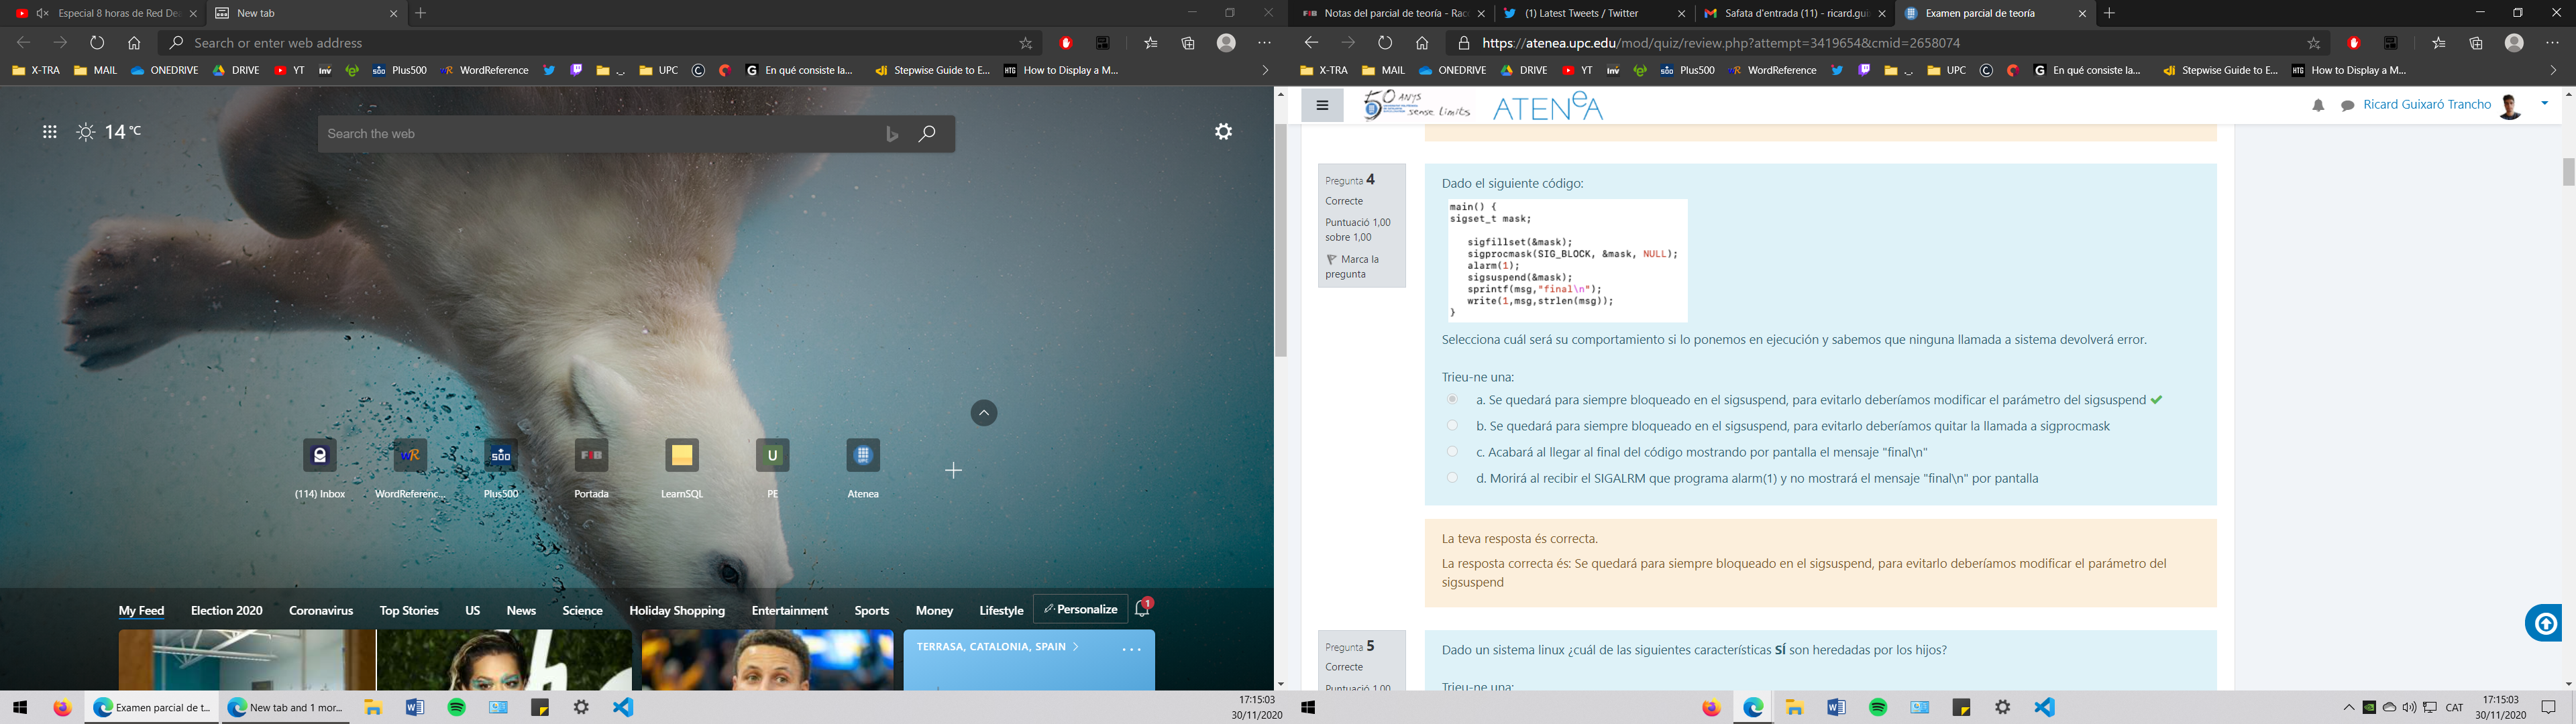 Especial 8 horas de Red De
New tab
Search or enter web address
X-TRA
MAIL
ONEDRIVE
DRIVE
YT
inv
Plus500
WordReference
UPC
En qué consiste la...
Stepwise Guide to E...
HTG How to Display a M...
14 °C
Search the web
(114) Inbox
WordReferenc...
Plus500
Portada
LearnSQL
PE
Atenea
My Feed
Election 2020
Coronavirus
Top Stories
US
News
Science
Holiday Shopping
Entertainment
Sports
Money
Lifestyle
Personalize
1
TERRASA, CATALONIA, SPAIN
Examen parcial de t...
New tab and 1 mor...
17:15:03
30/11/2020
Notas del parcial de teoría - Rac
(1) Latest Tweets / Twitter
Safata d'entrada (11) - ricard.gui
Examen parcial de teoría
https://atenea.upc.edu/mod/quiz/review.php?attempt=3419654&cmid=2658074
X-TRA
MAIL
ONEDRIVE
DRIVE
YT
inv
Plus500
WordReference
UPC
En qué consiste la...
Stepwise Guide to E...
HTG How to Display a M...
50 ANYS
sense límits
ATENEA
Ricard Guixaró Trancho
Pregunta 4
Correcte
Puntuació 1,00
sobre 1,00
Marca la
pregunta
Dado el siguiente código:
main() {
sigset_t mask;
sigfillset(&mask);
sigprocmask(SIG_BLOCK, &mask, NULL);
alarm(1);
sigsuspend(&mask);
sprintf(msg,"final\n");
write(1,msg,strlen(msg));
}
Selecciona cuál será su comportamiento si lo ponemos en ejecución y sabemos que ninguna llamada a sistema devolverá error.
Trieu-ne una:
a. Se quedará para siempre bloqueado en el sigsuspend, para evitarlo deberíamos modificar el parámetro del sigsuspend
b. Se quedará para siempre bloqueado en el sigsuspend, para evitarlo deberíamos quitar la llamada a sigprocmask
c. Acabará al llegar al final del código mostrando por pantalla el mensaje "final\n"
d. Morirá al recibir el SIGALRM que programa alarm(1) y no mostrará el mensaje "final\n" por pantalla
La teva resposta és correcta.
La resposta correcta és: Se quedará para siempre bloqueado en el sigsuspend, para evitarlo deberíamos modificar el parámetro del
sigsuspend
Pregunta 5
Correcte
Puntuació 1,00
Dado un sistema linux ¿cuál de las siguientes características SÍ son heredadas por los hijos?
Trieu-ne una:
CAT
17:15:03
30/11/2020